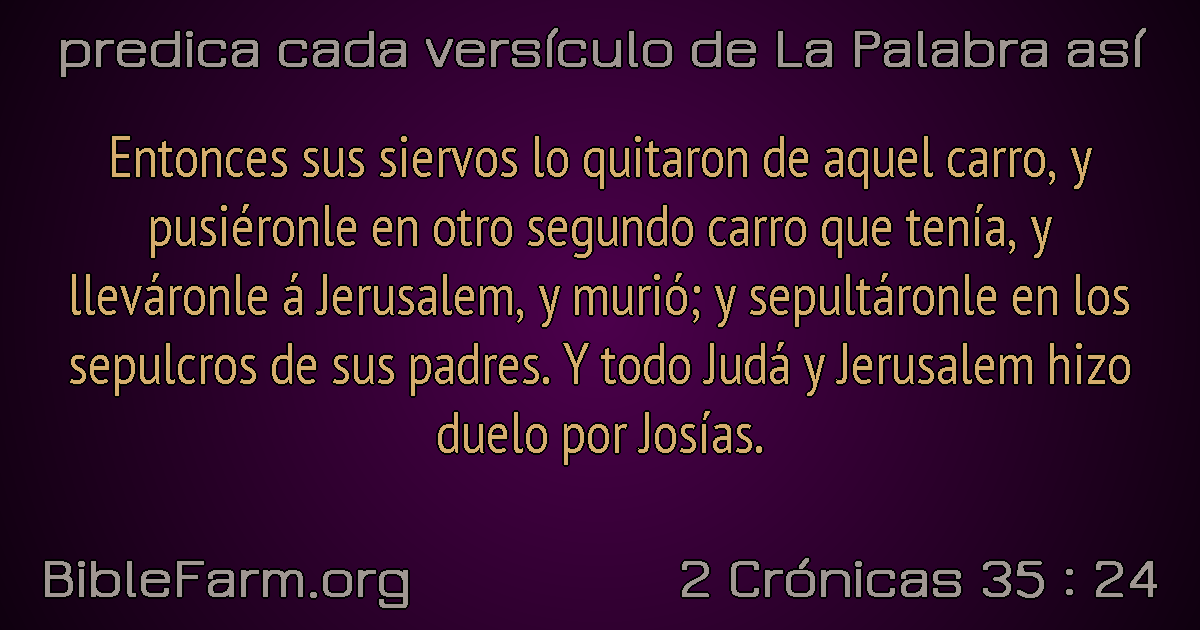 predica cada versículo de La Palabra así
Entonces sus siervos lo quitaron de aquel carro, y
pusiéronle en otro segundo carro que tenía, y
lleváronle á Jerusalem, y murió; y sepultáronle en los
sepulcros de sus padres. Y todo Judá y Jerusalem hizo
duelo por Josías.
BibleFarm.org
2 Crónicas 35 : 24